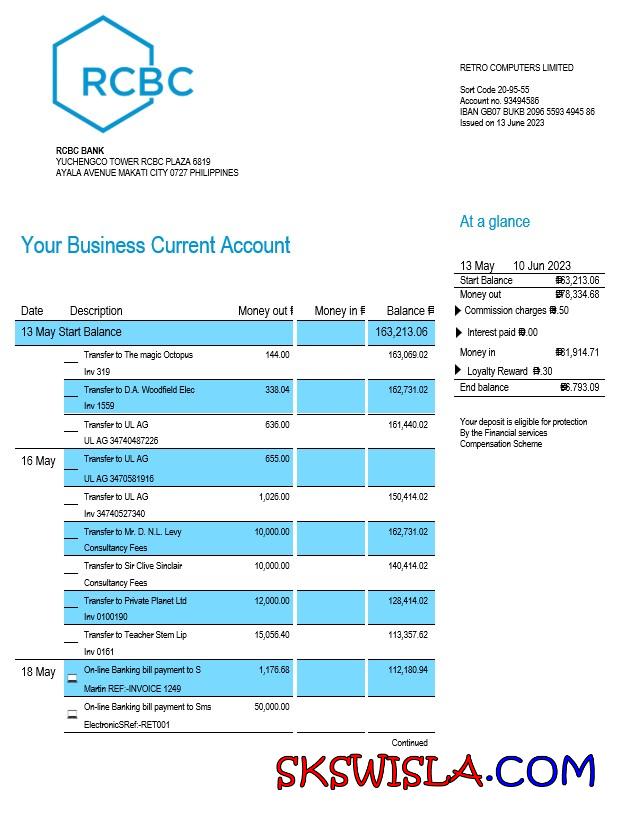 RCBC
RETRO COMPUTERS LIMITED
Sort Code 20-95-55
Account no. 93494586
IBAN GB07 BUKB 2096 5593 4945 86
Issued on 13 June 2023
RCBC BANK
YUCHENGCO TOWER RCBC PLAZA 6819
AYALA AVENUE MAKATI CITY 0727 PHILIPPINES
At a glance
Your Business Current Account
13 May 10 Jun 2023
Start Balance ₱163,213.06
Money out ₱278,334.68
Commission charges ₱8.50
Interest paid ₱0.00
Money in ₱181,914.71
Loyalty Reward ₱1.30
End balance
Your deposit is eligible for protection
By the Financial services
Compensation Scheme
Date Description Money out ₱ Money in ₱ Balance ₱
13 May Start Balance 163,213.06
Transfer to The magic Octopus 144.00 163,069.02
Inv 319
Transfer to D.A. Woodfield Elec 338.04 162,731.02
Inv 1559
Transfer to UL AG 636.00 161,440.02
UL AG 34740487226
16 May Transfer to UL AG 655.00
UL AG 3470581916
Transfer to UL AG 1,026.00 150,414.02
Inv 34740527340
Transfer to Mr. D. N.L. Levy 10,000.00 162,731.02
Consultancy Fees
Transfer to Sir Clive Sinclair 10,000.00 140,414.02
Consultancy Fees
Transfer to Private Planet Ltd 12,000.00 128,414.02
Inv 0100190
Transfer to Teacher Stem Lip 15,056.40 113,357.62
Inv 0161
18 May On-line Banking bill payment to S 1,176.68 112,180.94
Martin REF:-INVOICE 1249
On-line Banking bill payment to Sms 50,000.00
ElectronicSRef:-RET001
Continued
SKSWISLA.COM